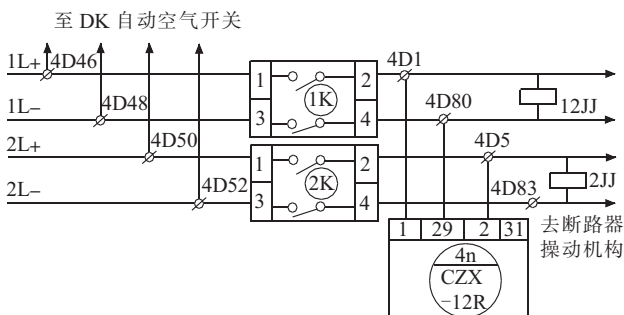 至 DK 自动空气开关
1L+ 4D46 1 2 4D1
1K
1L- 4D48 3 4 4D80 12JJ
2L+ 4D50 1 2 4D5
2K
2L- 4D52 3 4 4D83 2JJ
1 29 2 31 去断路器
操动机构
4n
CZX
-12R